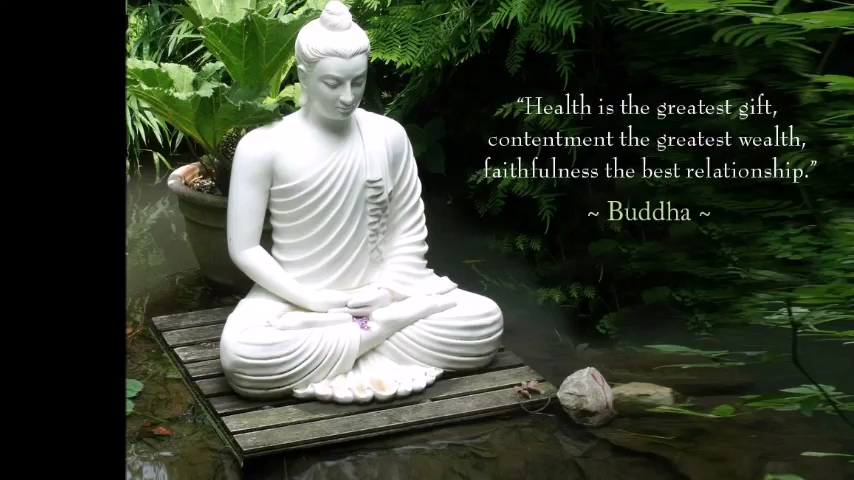 “Health is the greatest gift,
contentment the greatest wealth,
faithfulness the best relationship.”
~ Buddha ~